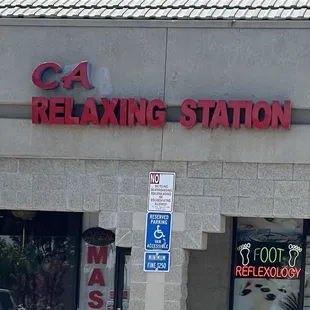 CA
RELAXING STATION
NO
RESERVED
PARKING
VAN
ACCESSIBLE
MINIMUM
FINE $250
MAS
FOOT
REFLEXOLOGY